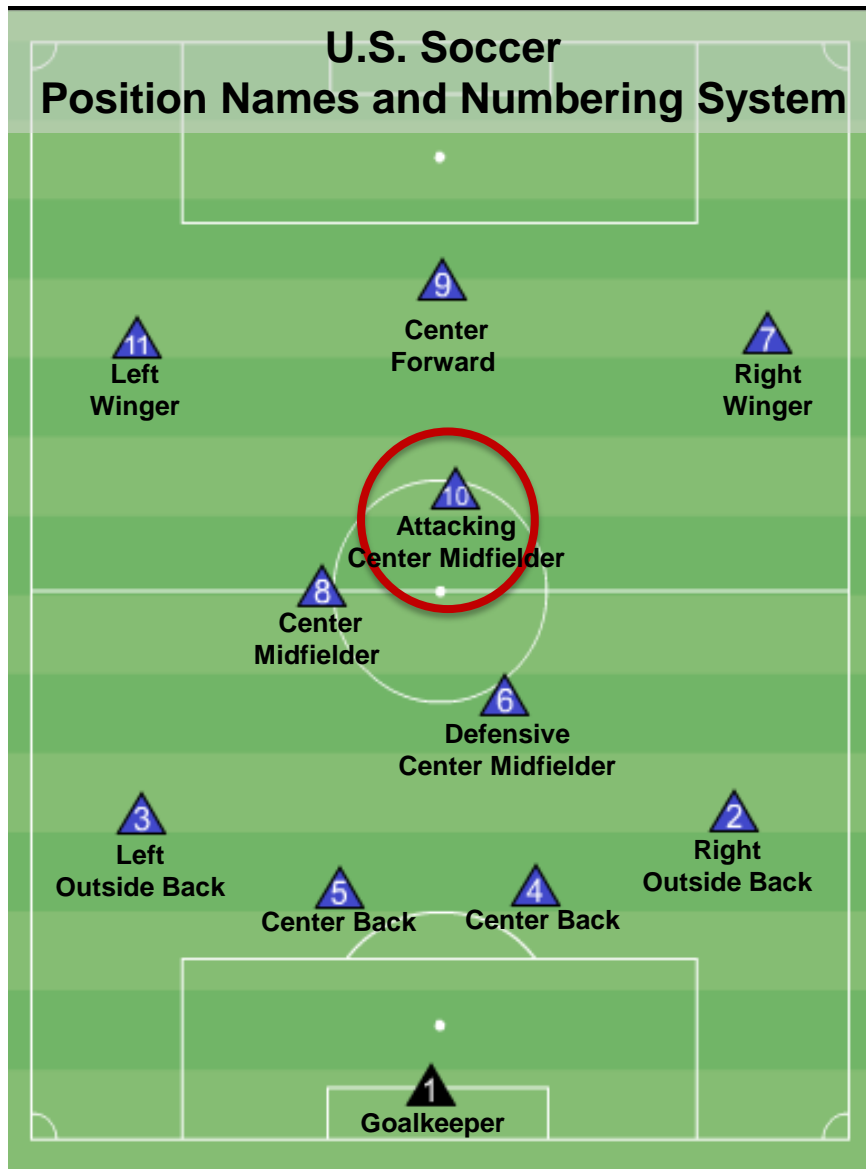 U.S. Soccer
Position Names and Numbering System
9
Center
Forward
11
Left
Winger
7
Right
Winger
10
Attacking
Center Midfielder
8
Center
Midfielder
6
Defensive
Center Midfielder
3
Left
Outside Back
2
Right
Outside Back
5
Center Back
4
Center Back
1
Goalkeeper